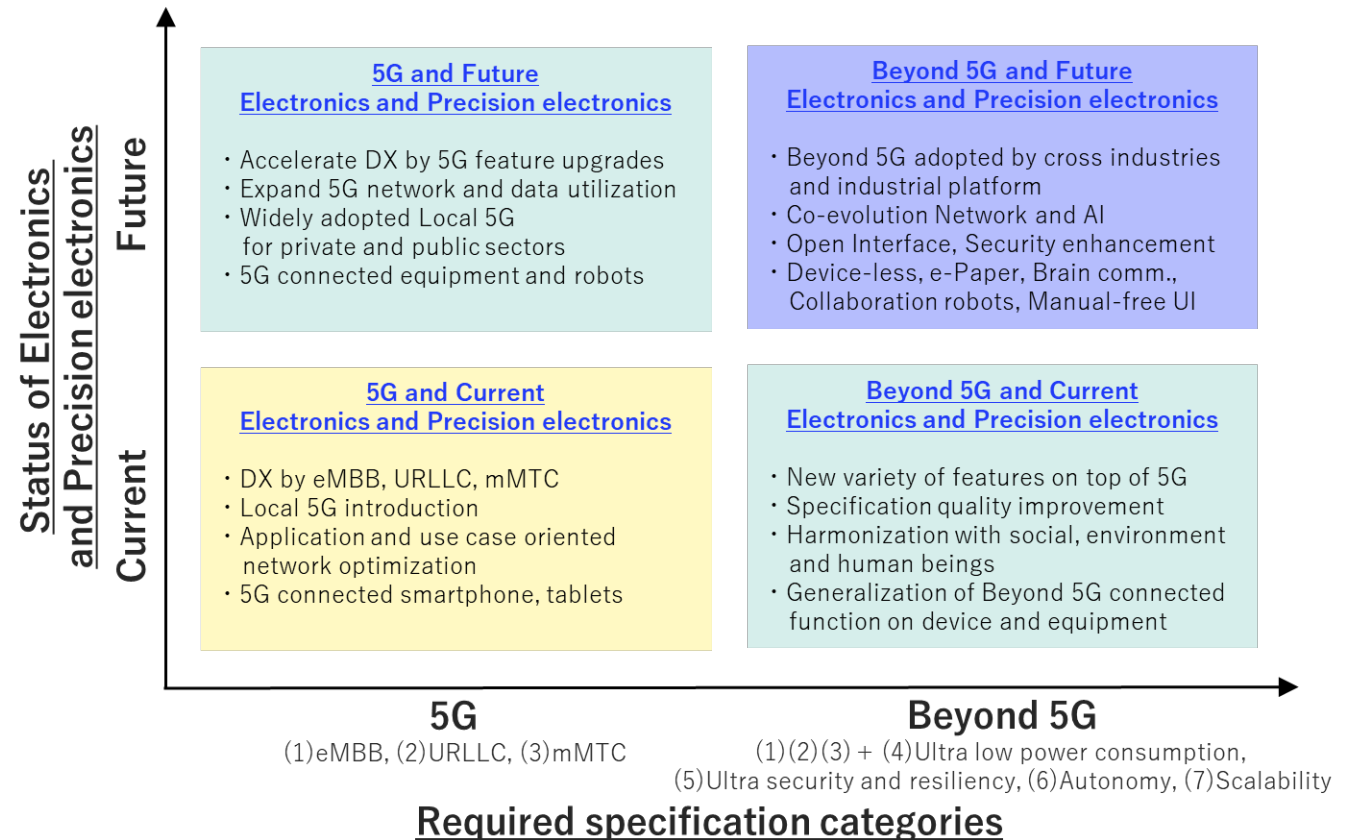 Status of Electronics
and Precision electronics
Future
Current
5G and Future
Electronics and Precision electronics
・Accelerate DX by 5G feature upgrades
・Expand 5G network and data utilization
・Widely adopted Local 5G
for private and public sectors
・5G connected equipment and robots
Beyond 5G and Future
Electronics and Precision electronics
・Beyond 5G adopted by cross industries
and industrial platform
・Co-evolution Network and AI
・Open Interface, Security enhancement
・Device-less, e-Paper, Brain comm.,
Collaboration robots, Manual-free UI
5G and Current
Electronics and Precision electronics
・DX by eMBB, URLLC, mMTC
・Local 5G introduction
・Application and use case oriented
network optimization
・5G connected smartphone, tablets
Beyond 5G and Current
Electronics and Precision electronics
・New variety of features on top of 5G
・Specification quality improvement
・Harmonization with social, environment
and human beings
・Generalization of Beyond 5G connected
function on device and equipment
5G
(1)eMBB, (2)URLLC, (3)mMTC
Beyond 5G
(1)(2)(3) + (4)Ultra low power consumption,
(5)Ultra security and resiliency, (6)Autonomy, (7)Scalability
Required specification categories